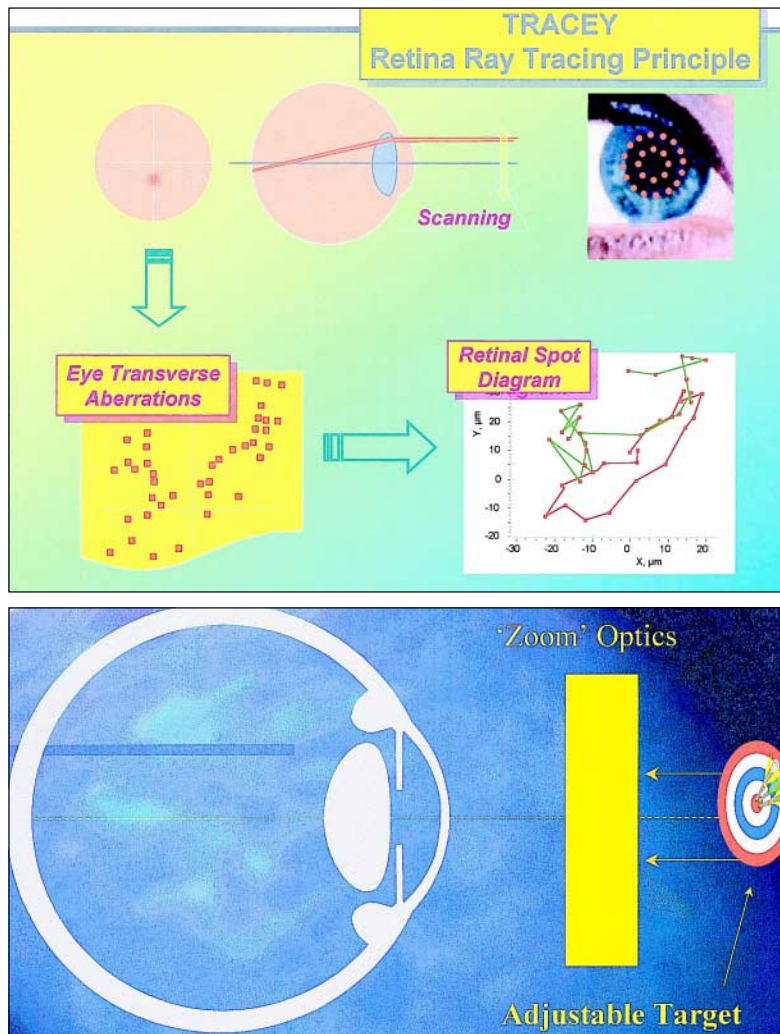 TRACEY
Retina Ray Tracing Principle
Scanning
Eye Transverse
Aberrations
Retinal Spot
Diagram
Y, µm
20
10
0
-10
-20
-30
-20
-10
0
10
20
X, µm
'Zoom' Optics
Adjustable Target